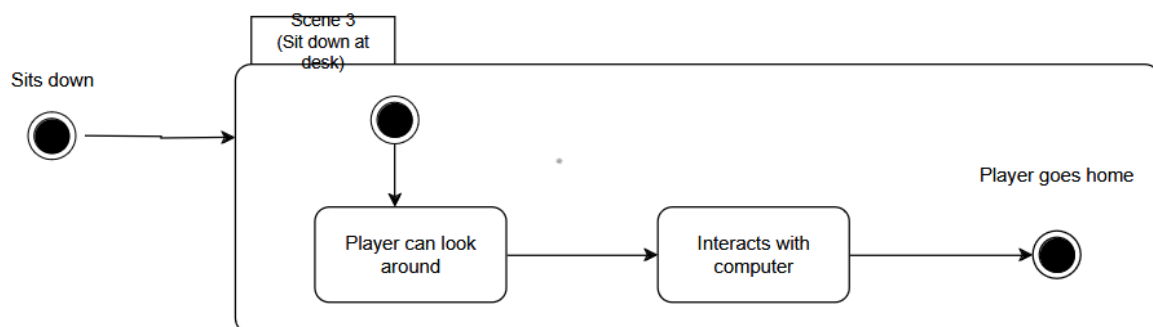 Scene 3
(Sit down at
desk)
Sits down
Player goes home
Player can look
around
Interacts with
computer